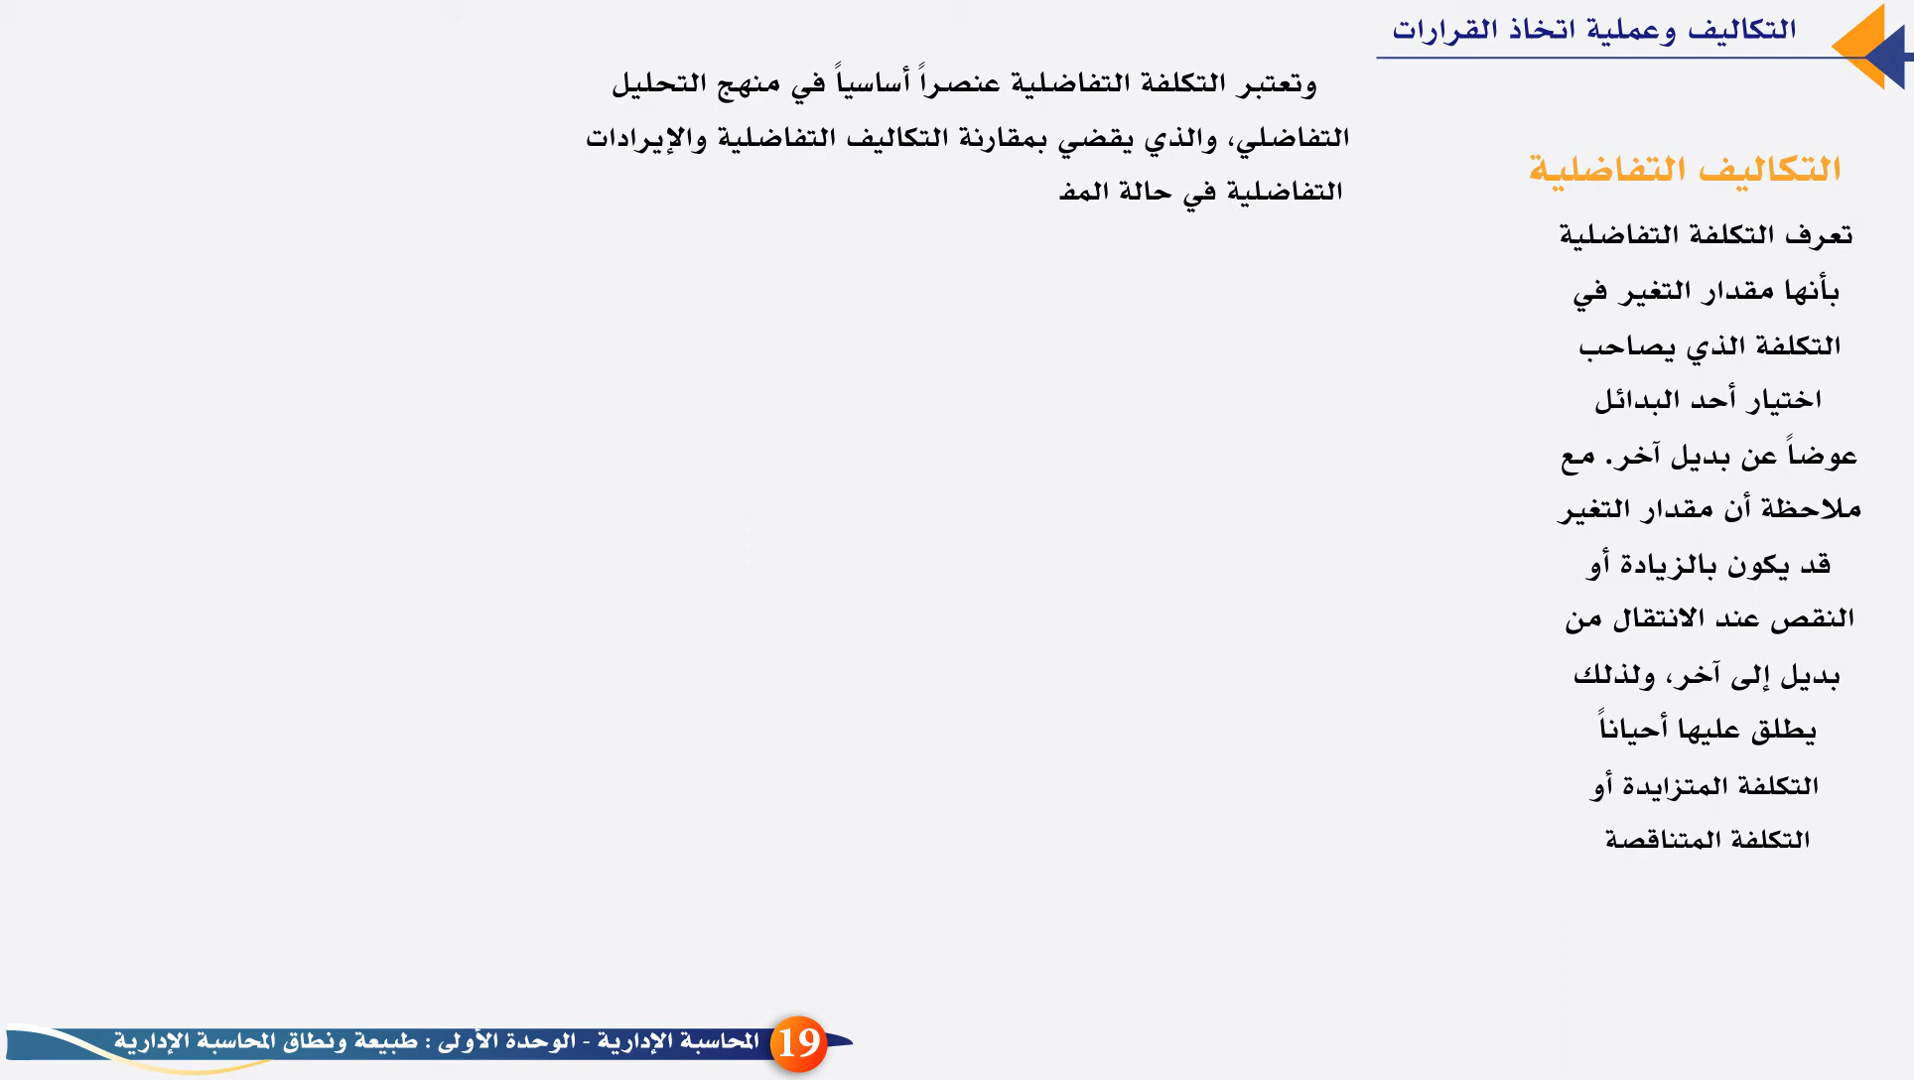 التكاليف وعملية اتخاذ القرارات
التكاليف التفاضلية
تعرف التكلفة التفاضلية
بأنها مقدار التغير في
التكلفة الذي يصاحب
اختيار أحد البدائل
عوضاً عن بديل آخر. مع
ملاحظة أن مقدار التغير
قد يكون بالزيادة أو
النقص عند الانتقال من
بديل إلى آخر، ولذلك
يطلق عليها أحياناً
التكلفة المتزايدة أو
التكلفة المتناقصة
وتعتبر التكلفة التفاضلية عنصراً أساسياً في منهج التحليل
التفاضلي، والذي يقضي بمقارنة التكاليف التفاضلية والإيرادات
التفاضلية في حالة المف
19 المحاسبة الإدارية - الوحدة الأولى : طبيعة ونطاق المحاسبة الإدارية